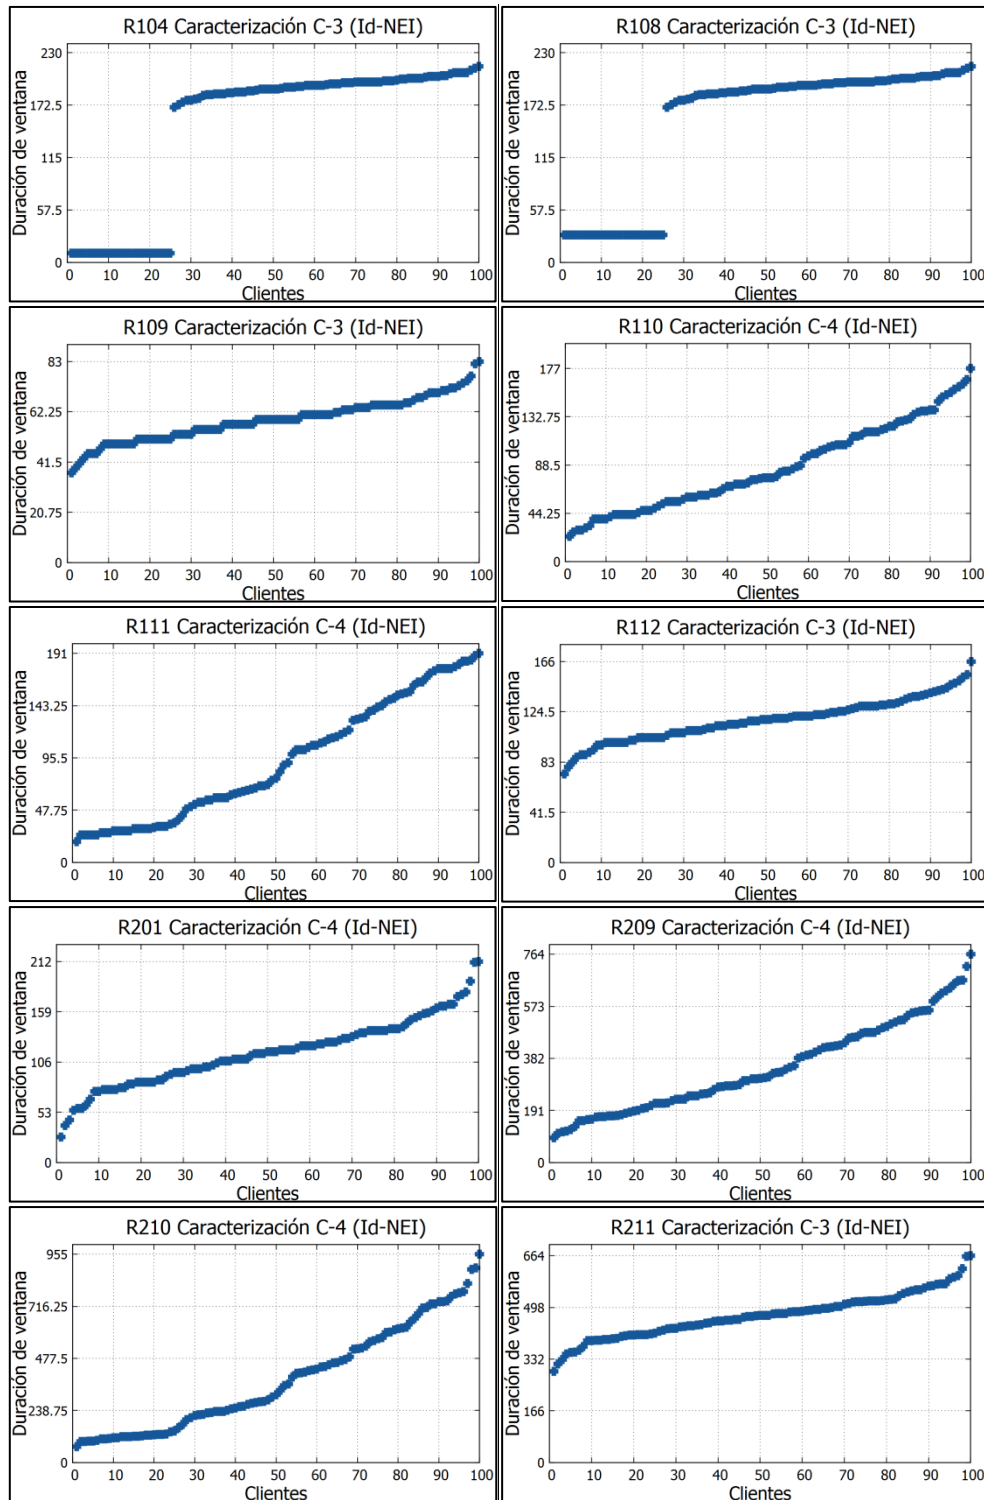 R104 Caracterización C-3 (Id-NEI)
Duración de ventana
230
172.5
115
57.5
0
0 10 20 30 40 50 60 70 80 90 100
Clientes
R108 Caracterización C-3 (Id-NEI)
Duración de ventana
230
172.5
115
57.5
0
0 10 20 30 40 50 60 70 80 90 100
Clientes
R109 Caracterización C-3 (Id-NEI)
Duración de ventana
83
62.25
41.5
20.75
0
0 10 20 30 40 50 60 70 80 90 100
Clientes
R110 Caracterización C-4 (Id-NEI)
Duración de ventana
177
132.75
88.5
44.25
0
0 10 20 30 40 50 60 70 80 90 100
Clientes
R111 Caracterización C-4 (Id-NEI)
Duración de ventana
191
143.25
95.5
47.75
0
0 10 20 30 40 50 60 70 80 90 100
Clientes
R112 Caracterización C-3 (Id-NEI)
Duración de ventana
166
124.5
83
41.5
0
0 10 20 30 40 50 60 70 80 90 100
Clientes
R201 Caracterización C-4 (Id-NEI)
Duración de ventana
212
159
106
53
0
0 10 20 30 40 50 60 70 80 90 100
Clientes
R209 Caracterización C-4 (Id-NEI)
Duración de ventana
764
573
382
191
0
0 10 20 30 40 50 60 70 80 90 100
Clientes
R210 Caracterización C-4 (Id-NEI)
Duración de ventana
955
716.25
477.5
238.75
0
0 10 20 30 40 50 60 70 80 90 100
Clientes
R211 Caracterización C-3 (Id-NEI)
Duración de ventana
664
498
332
166
0
0 10 20 30 40 50 60 70 80 90 100
Clientes